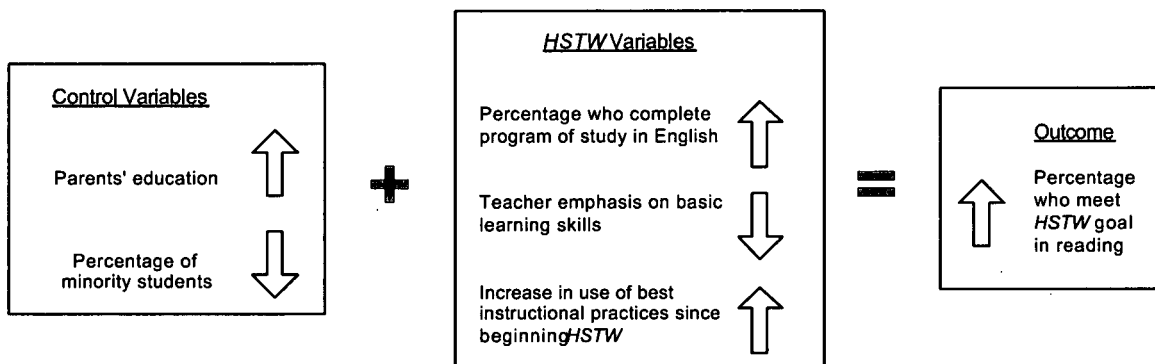 Control Variables
Parents' education
Percentage of
minority students
HSTW Variables
Percentage who complete
program of study in English
Teacher emphasis on basic
learning skills
Increase in use of best
instructional practices since
beginningHSTW
Outcome
Percentage
who meet
HSTW goal
in reading